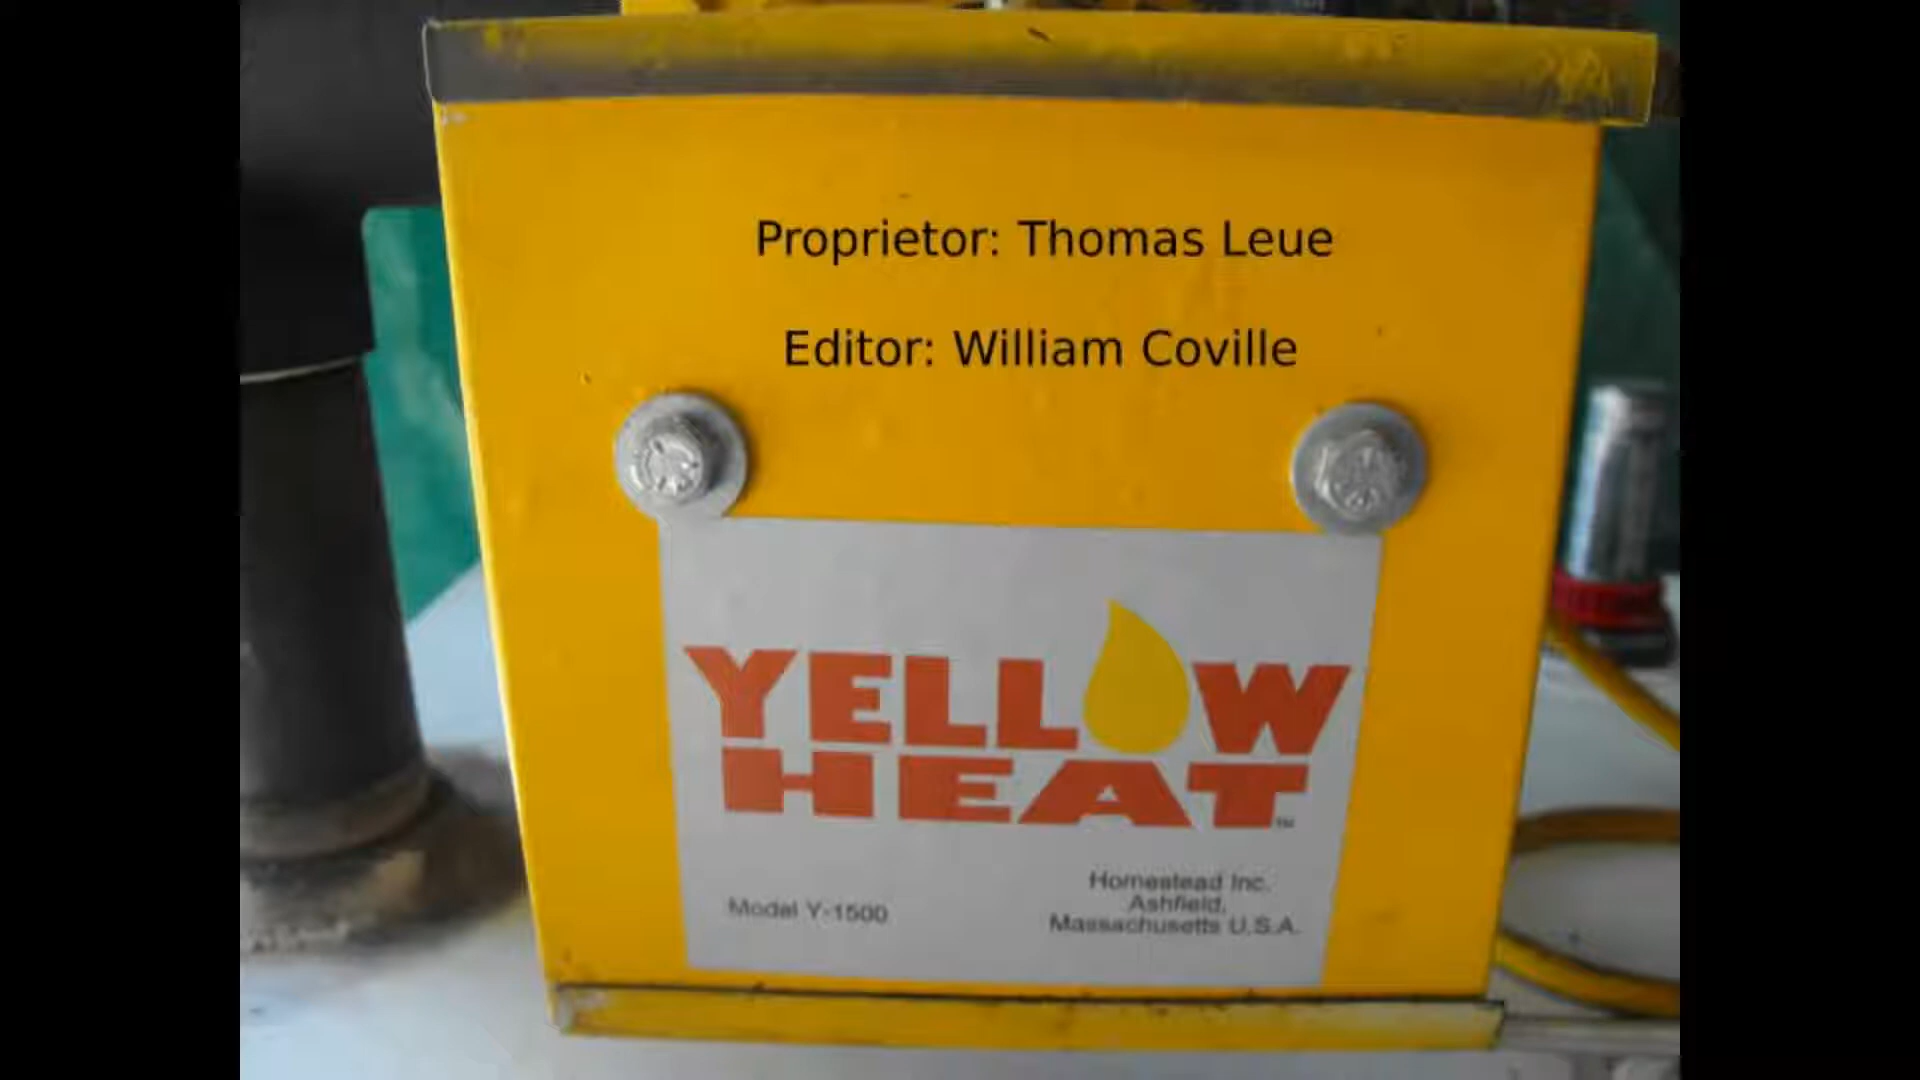 Proprietor: Thomas Leue
Editor: William Coville
YELLOW
HEAT
TM
Model Y-1500
Homestead Inc.
Ashfield,
Massachusetts U.S.A.